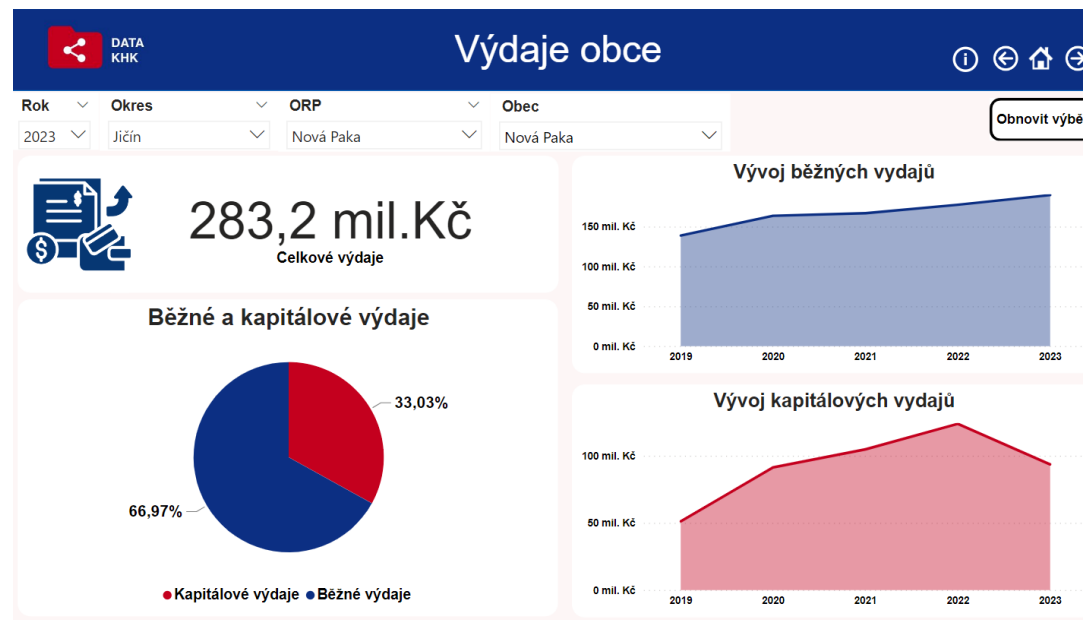 DATA
KHK
Výdaje obce
Rok
Okres
ORP
Obec
2023
Jičín
Nová Paka
Nová Paka
Obnovit výbě
283,2 mil.Kč
Celkové výdaje
Běžné a kapitálové výdaje
33,03%
66,97%
Kapitálové výdaje
Běžné výdaje
Vývoj běžných vydajů
150 mil. Kč
100 mil. Kč
50 mil. Kč
0 mil. Kč
2019 2020 2021 2022 2023
Vývoj kapitálových vydajů
100 mil. Kč
50 mil. Kč
0 mil. Kč
2019 2020 2021 2022 2023